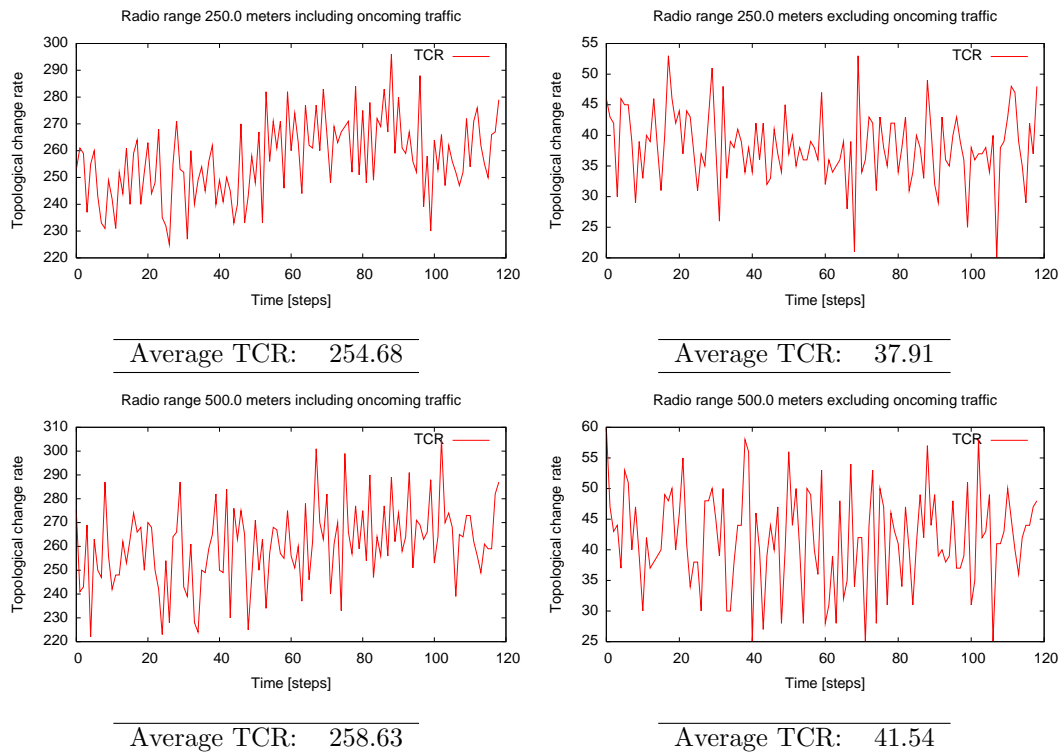 Radio range 250.0 meters including oncoming traffic
300
290
280
270
260
250
240
230
220
Topological change rate
TCR
0 20 40 60 80 100 120
Time [steps]
Average TCR: 254.68
Radio range 250.0 meters excluding oncoming traffic
55
50
45
40
35
30
25
20
Topological change rate
TCR
0 20 40 60 80 100 120
Time [steps]
Average TCR: 37.91
Radio range 500.0 meters including oncoming traffic
310
300
290
280
270
260
250
240
230
220
Topological change rate
TCR
0 20 40 60 80 100 120
Time [steps]
Average TCR: 258.63
Radio range 500.0 meters excluding oncoming traffic
60
55
50
45
40
35
30
25
Topological change rate
TCR
0 20 40 60 80 100 120
Time [steps]
Average TCR: 41.54